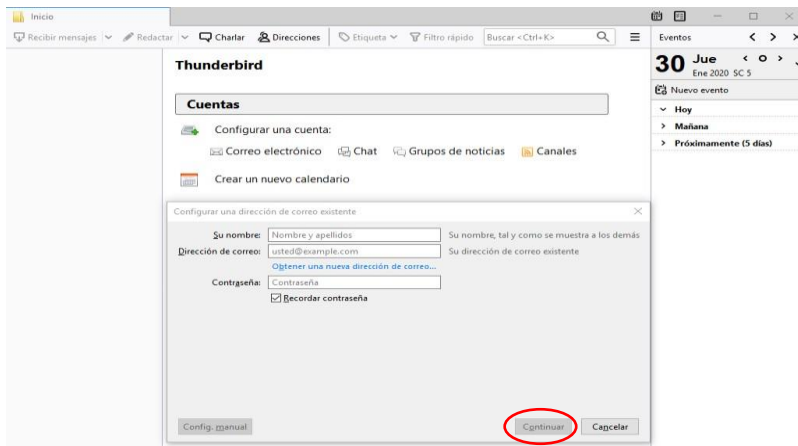 Inicio
Recibir mensajes Redactar Charlar Direcciones Etiqueta Filtro rápido Buscar <Ctrl+K>
Eventos
Thunderbird
30 Jue
Ene 2020 SC 5
Nuevo evento
Cuentas
Hoy
Configurar una cuenta:
Mañana
Correo electrónico Chat Grupos de noticias Canales
Próximamente (5 días)
Crear un nuevo calendario
Configurar una dirección de correo existente
Su nombre: Nombre y apellidos Su nombre, tal y como se muestra a los demás
Dirección de correo: usted@example.com Su dirección de correo existente
Obtener una nueva dirección de correo...
Contraseña: Contraseña
Recordar contraseña
Config. manual Continuar Cancelar